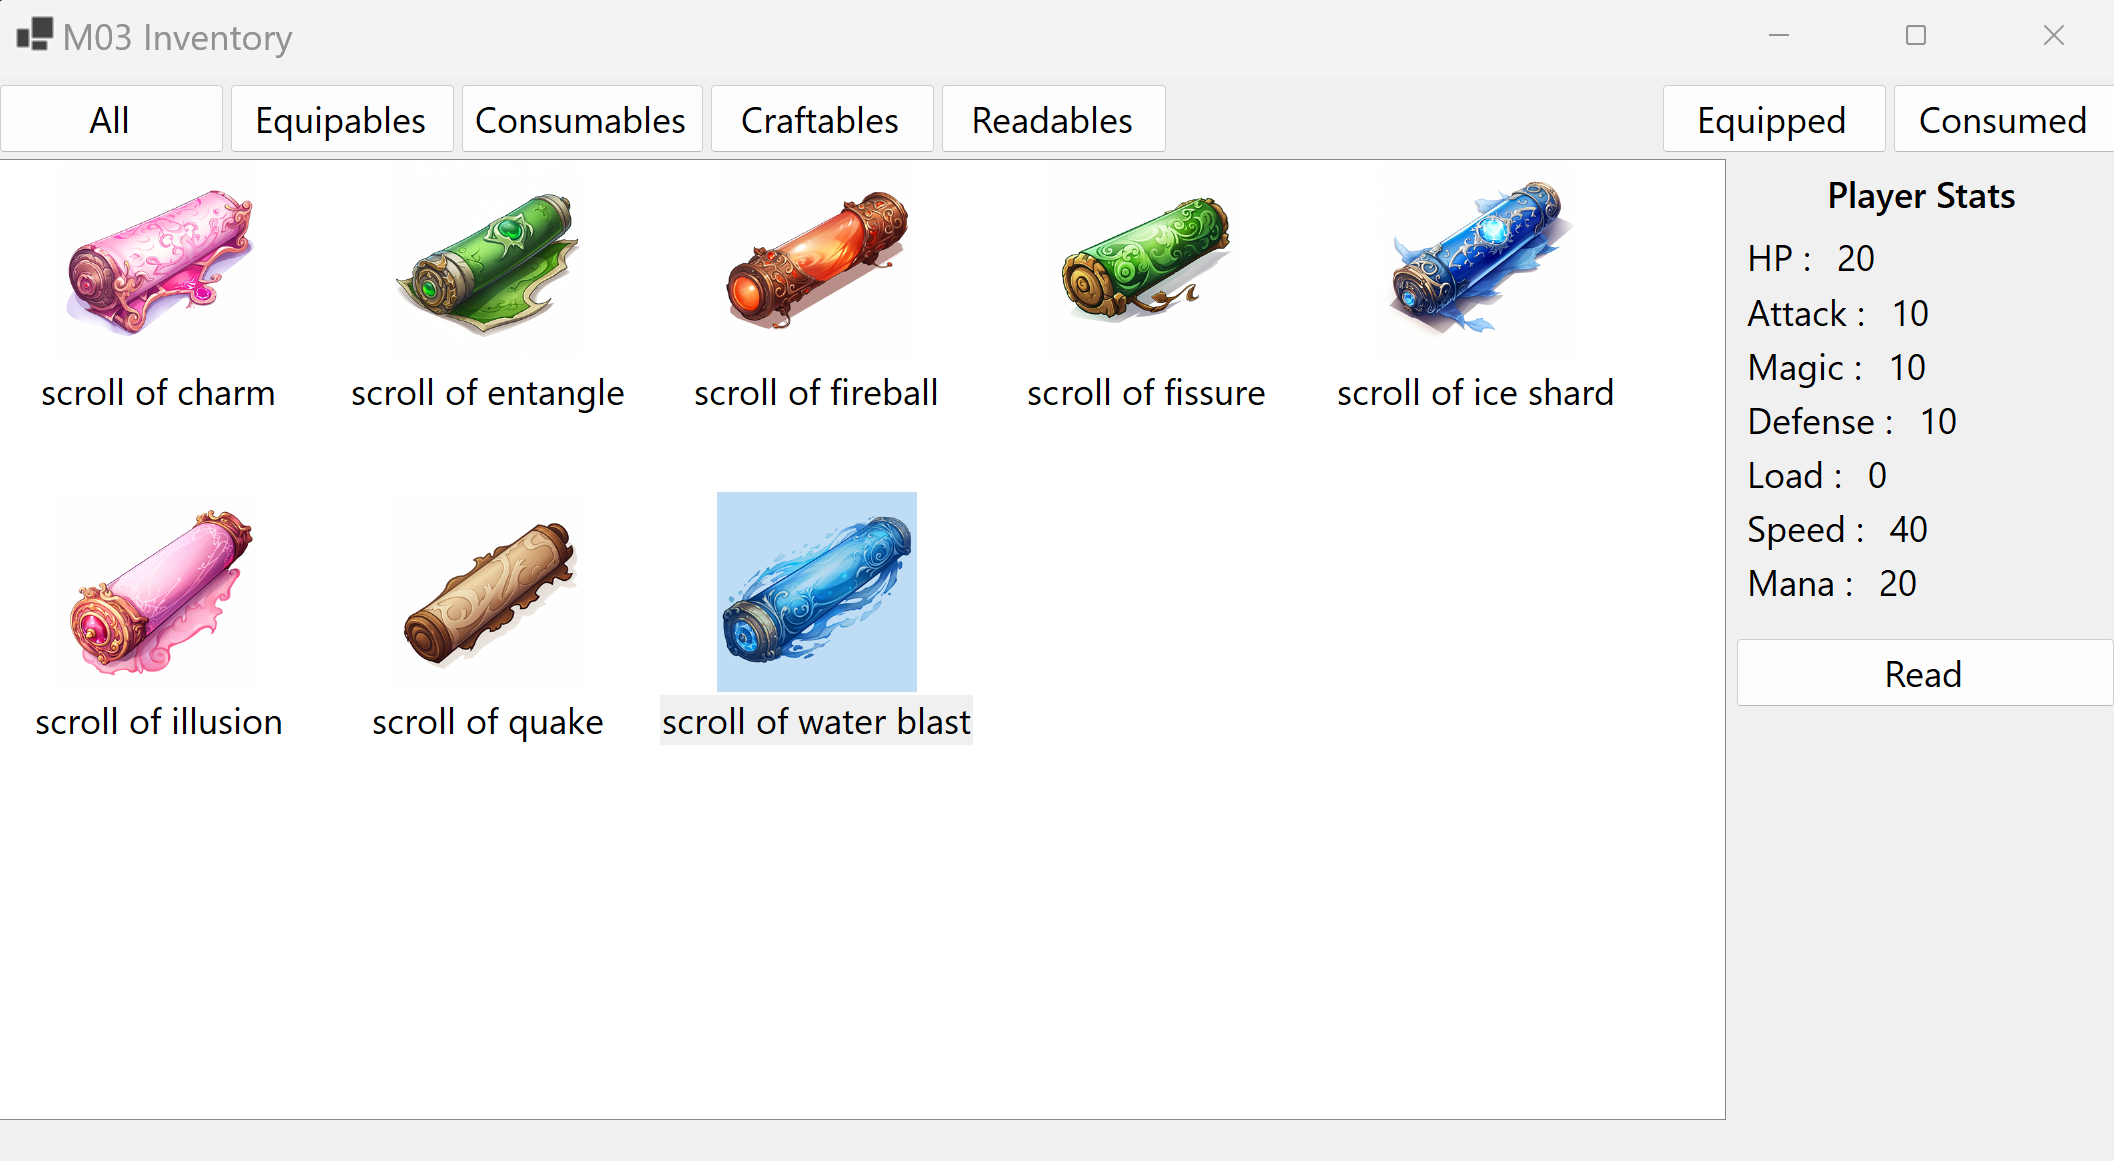 M03 Inventory
All Equipables Consumables Craftables Readables Equipped Consumed
Player Stats
HP : 20
Attack : 10
Magic : 10
Defense : 10
Load : 0
Speed : 40
Mana : 20
Read
scroll of charm scroll of entangle scroll of fireball scroll of fissure scroll of ice shard
scroll of illusion scroll of quake scroll of water blast